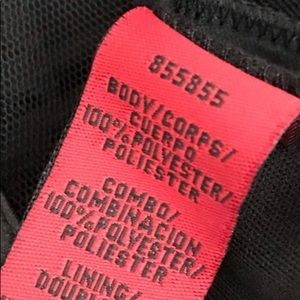 855855
BODY/CORPS/
CUERPO
100%POLYESTER/
POLIESTER
COMBO/
COMBINACION
100%POLYESTER/
POLIESTER
LINING/